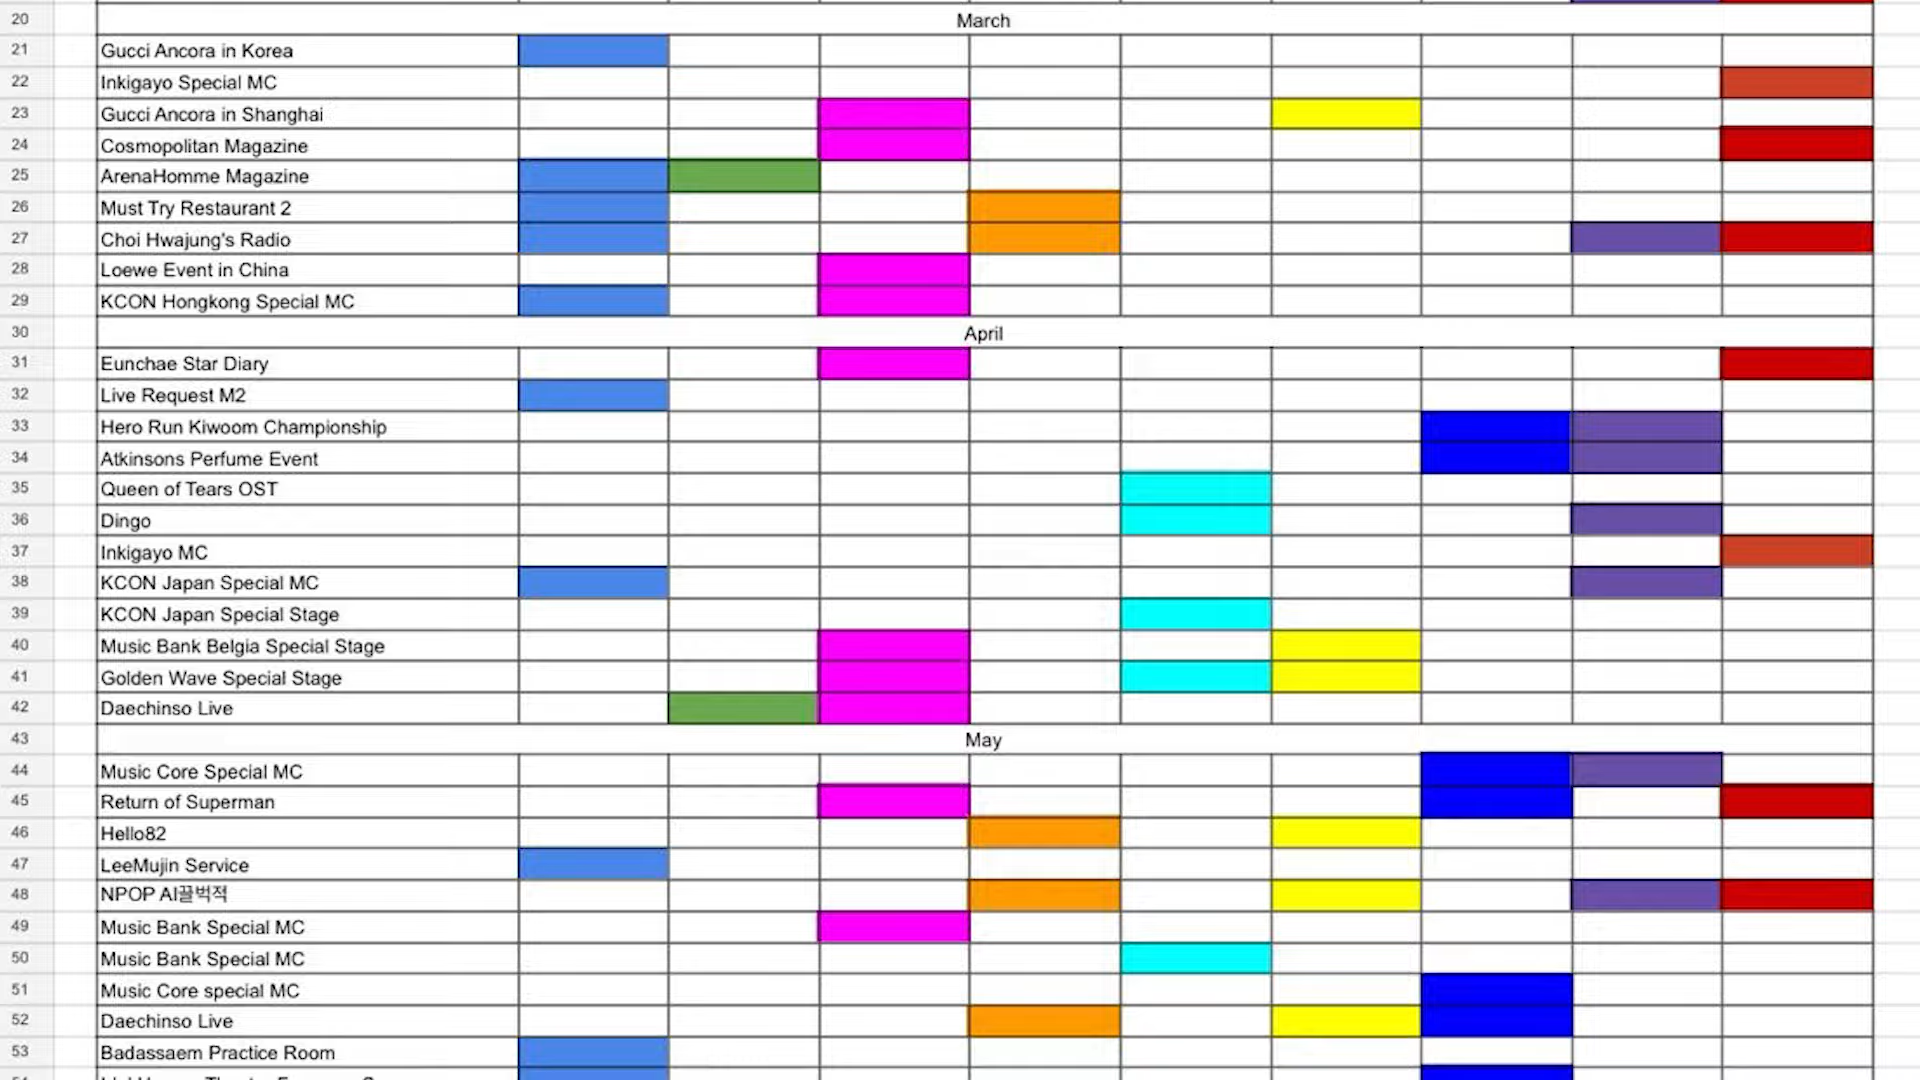 20 March
21 Gucci Ancora in Korea
22 Inkigayo Special MC
23 Gucci Ancora in Shanghai
24 Cosmopolitan Magazine
25 ArenaHomme Magazine
26 Must Try Restaurant 2
27 Choi Hwajung's Radio
28 Loewe Event in China
29 KCON Hongkong Special MC
30 April
31 Eunchae Star Diary
32 Live Request M2
33 Hero Run Kiwoom Championship
34 Atkinsons Perfume Event
35 Queen of Tears OST
36 Dingo
37 Inkigayo MC
38 KCON Japan Special MC
39 KCON Japan Special Stage
40 Music Bank Belgia Special Stage
41 Golden Wave Special Stage
42 Daechinso Live
43 May
44 Music Core Special MC
45 Return of Superman
46 Hello82
47 LeeMujin Service
48 NPOP AI끌벅적
49 Music Bank Special MC
50 Music Bank Special MC
51 Music Core special MC
52 Daechinso Live
53 Badassaem Practice Room